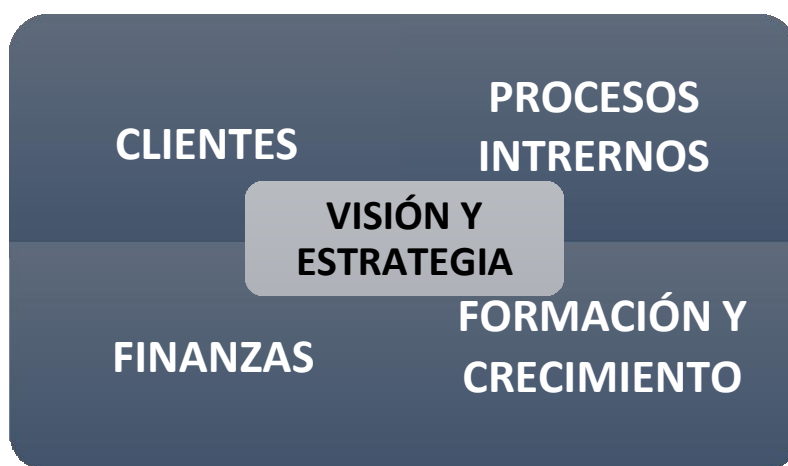 CLIENTES
PROCESOS
INTRERNOS
VISIÓN Y
ESTRATEGIA
FINANZAS
FORMACIÓN Y
CRECIMIENTO